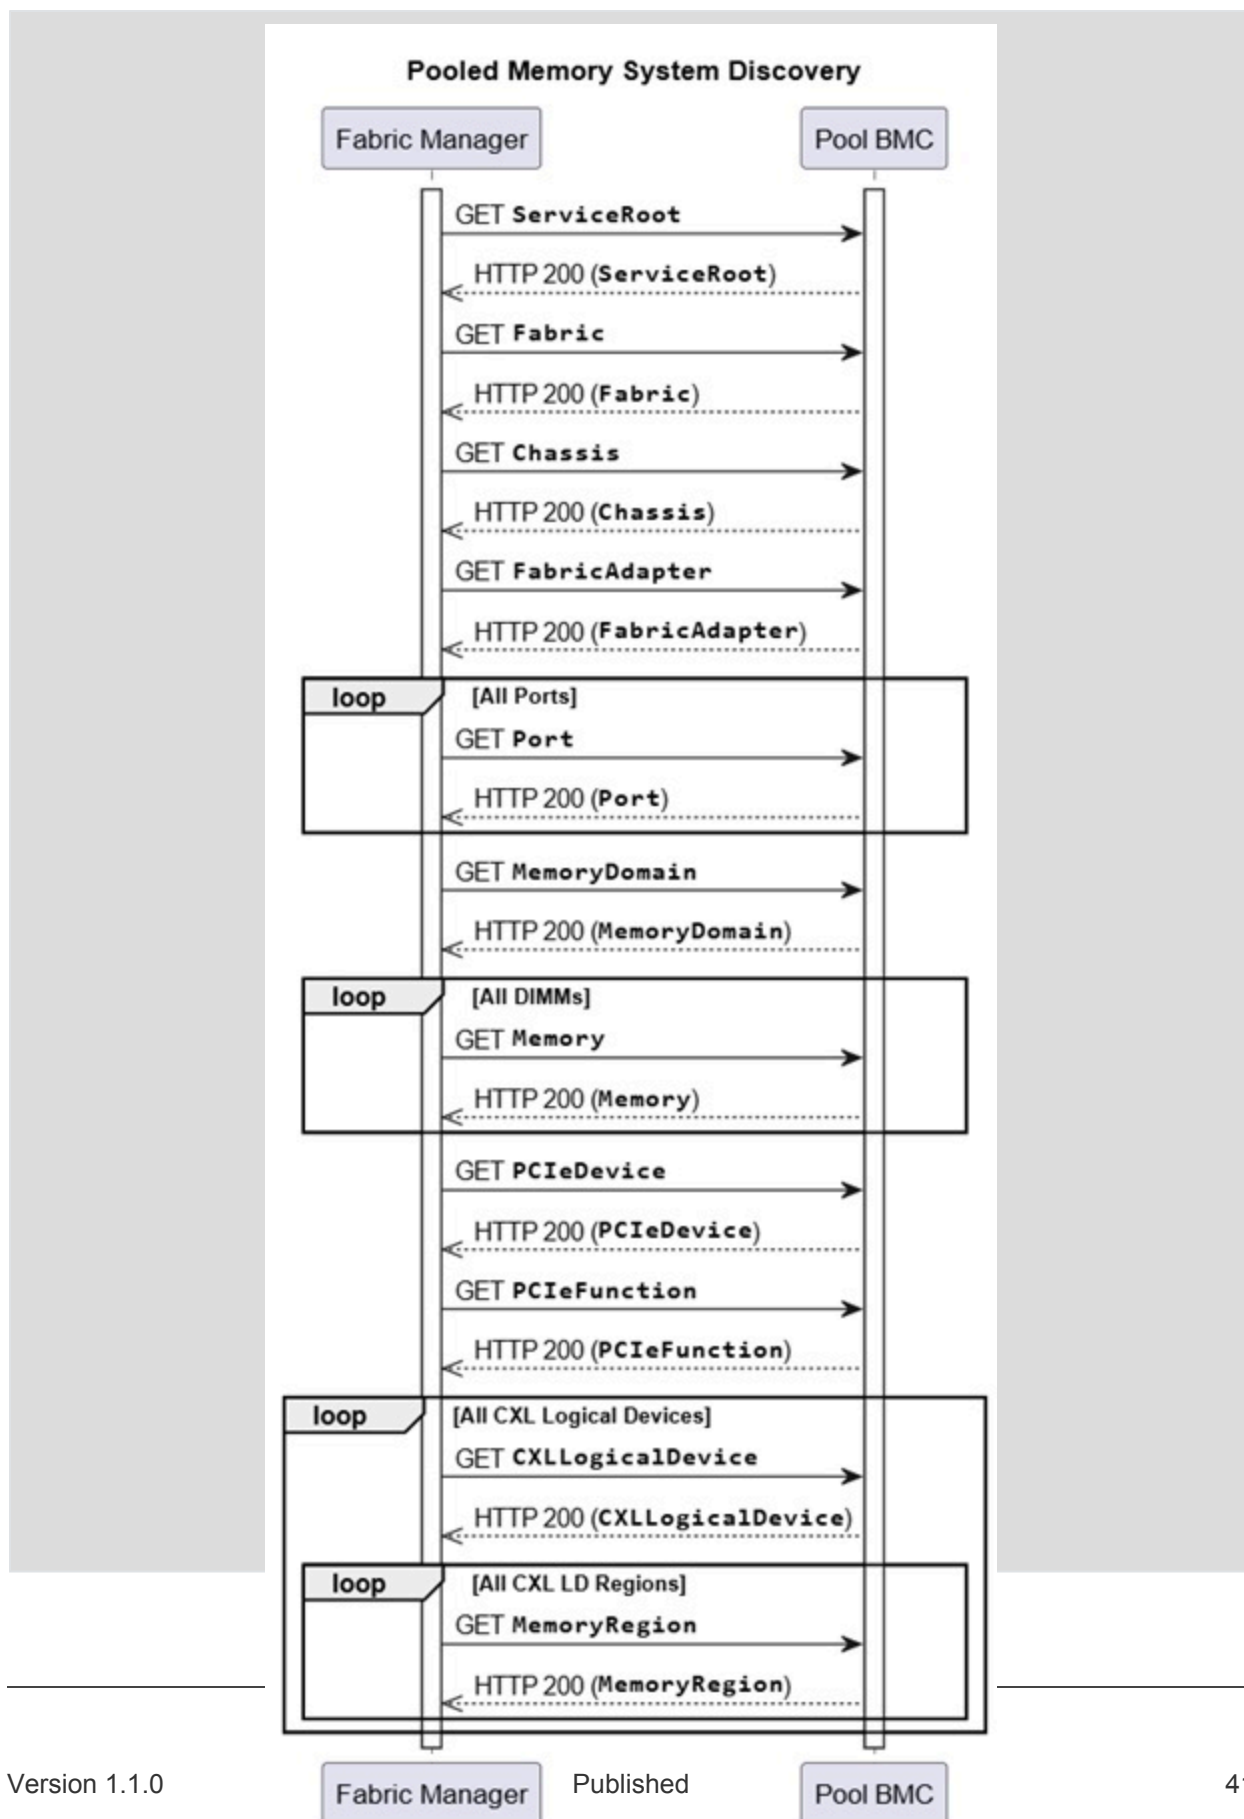 Pooled Memory System Discovery
Fabric Manager Pool BMC
GET ServiceRoot
HTTP 200 (ServiceRoot)
GET Fabric
HTTP 200 (Fabric)
GET Chassis
HTTP 200 (Chassis)
GET FabricAdapter
HTTP 200 (FabricAdapter)
loop [All Ports]
GET Port
HTTP 200 (Port)
GET MemoryDomain
HTTP 200 (MemoryDomain)
loop [All DIMMs]
GET Memory
HTTP 200 (Memory)
GET PCIeDevice
HTTP 200 (PCIeDevice)
GET PCIeFunction
HTTP 200 (PCIeFunction)
loop [All CXL Logical Devices]
GET CXLLogicalDevice
HTTP 200 (CXLLogicalDevice)
loop [All CXL LD Regions]
GET MemoryRegion
HTTP 200 (MemoryRegion)
Version 1.1.0 Published
Fabric Manager Pool BMC